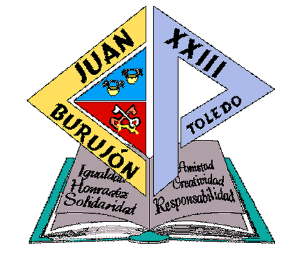 JUAN
XXIII
BURUJÓN
TOLEDO
Igualdad
Honradez
Solidaridad
Amistad
Creatividad
Responsabilidad